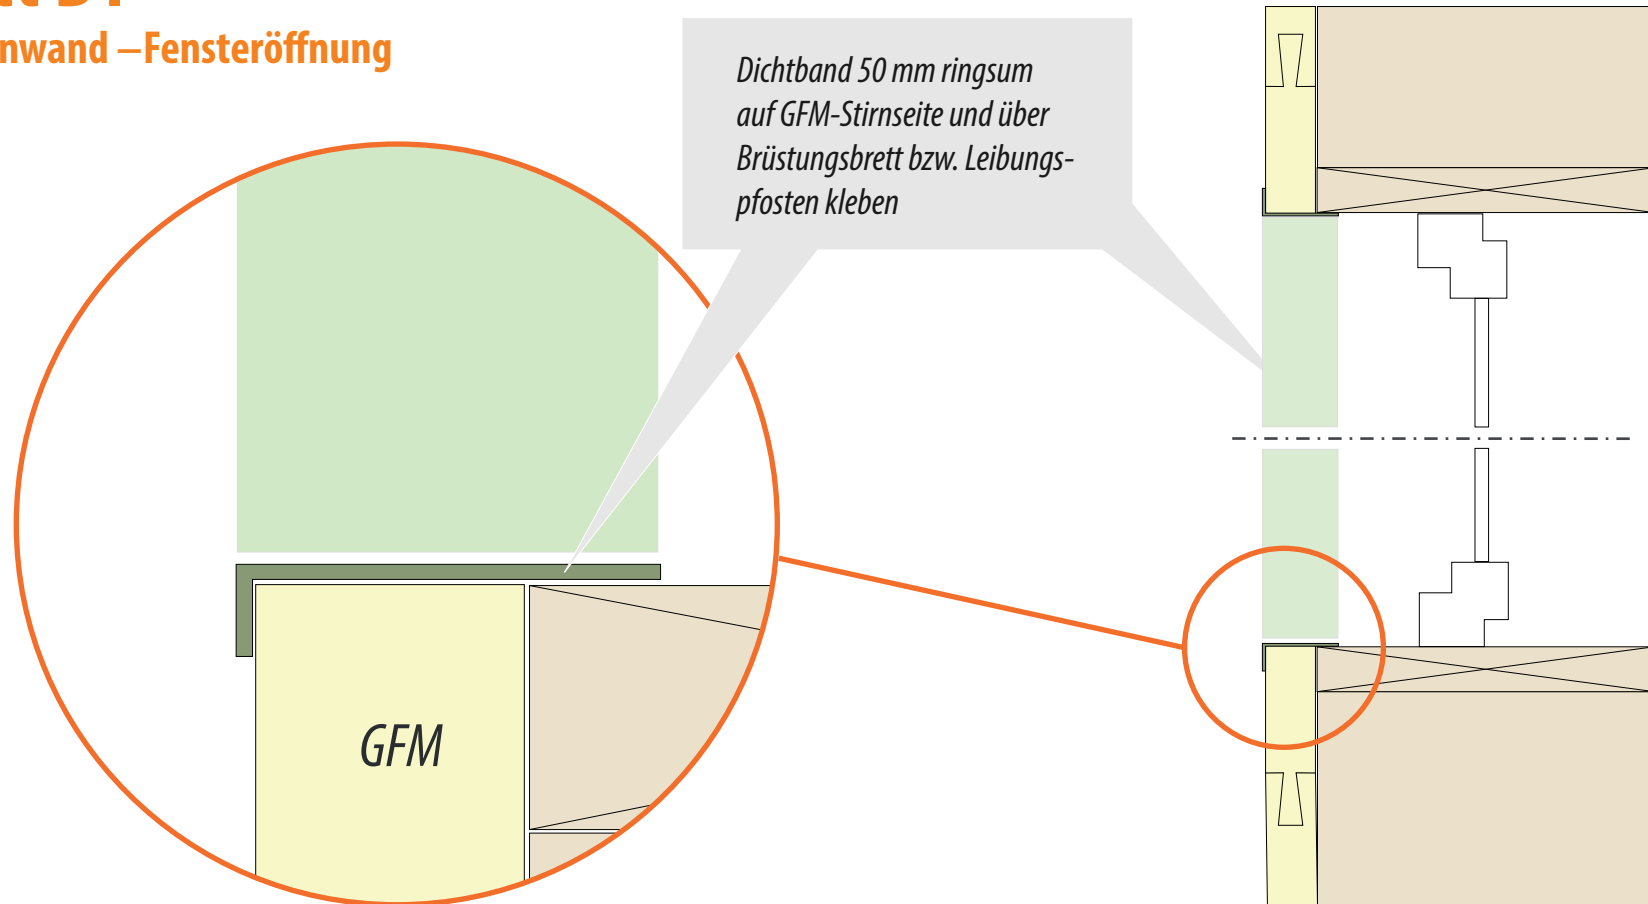 nwand –Fensteröffnung
Dichtband 50 mm ringsum
auf GFM-Stirnseite und über
Brüstungsbrett bzw. Leibungs-
pfosten kleben
GFM